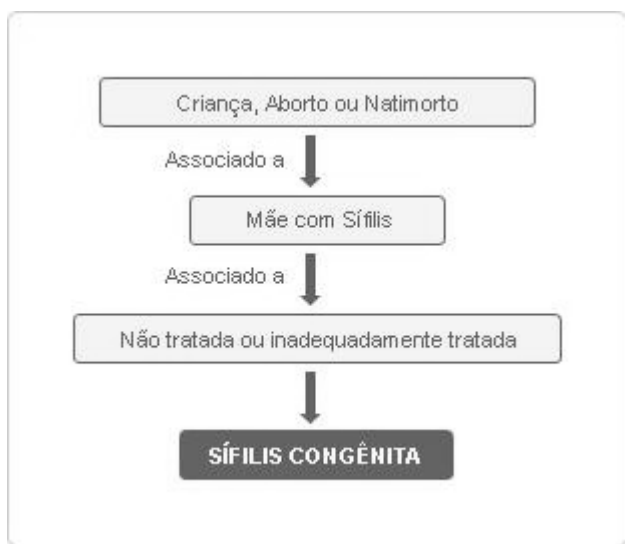 Criança, Aborto ou Natimorto
Associado a
Mãe com Sífilis
Associado a
Não tratada ou inadequadamente tratada
SÍFILIS CONGÊNITA